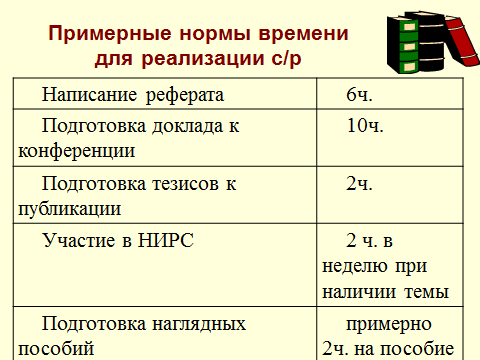 Примерные нормы времени
для реализации с/р
Написание реферата
6ч.
Подготовка доклада к
конференции
10ч.
Подготовка тезисов к
публикации
2ч.
Участие в НИРС
2 ч. в
неделю при
наличии темы
Подготовка наглядных
пособий
примерно
2ч. на пособие